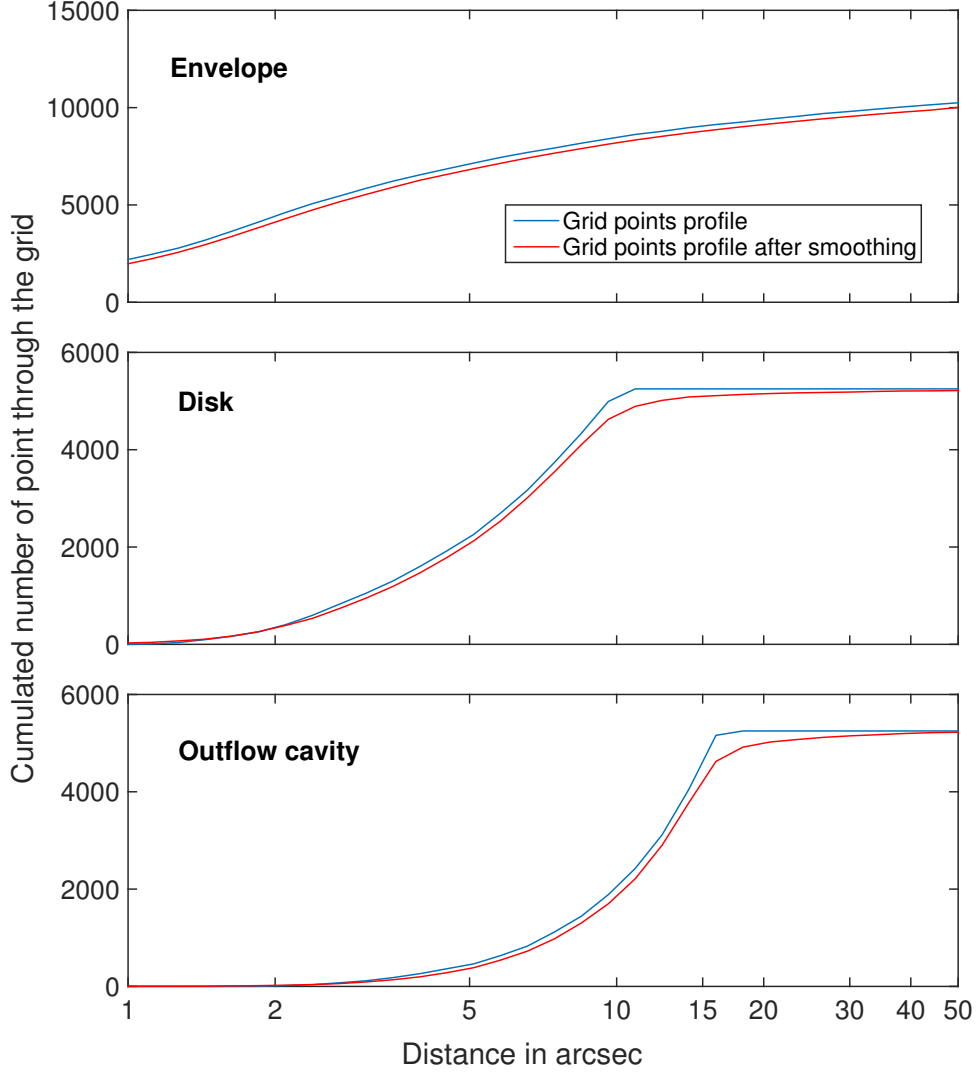 Cumulated number of point through the grid
15000
Envelope
10000
5000
Grid points profile
Grid points profile after smoothing
0
6000
Disk
4000
2000
0
6000
Outflow cavity
4000
2000
0
1 2 5 10 15 20 30 40 50
Distance in arcsec